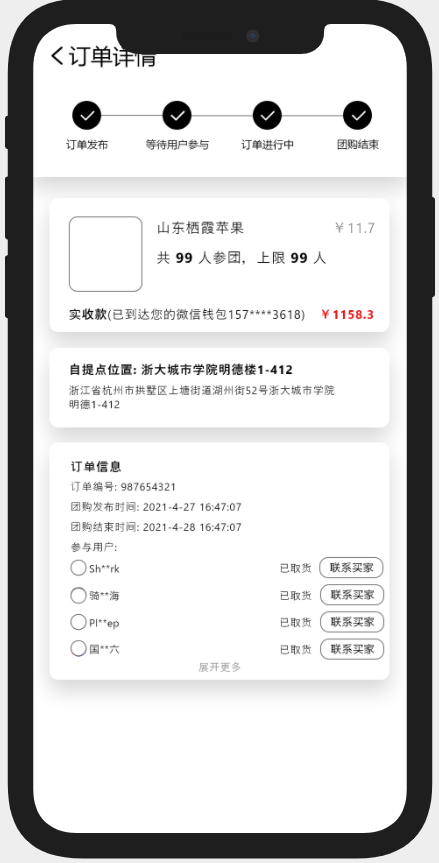 订单详情
订单发布 等待用户参与 订单进行中 团购结束
山东栖霞苹果 ￥11.7
共 99 人参团，上限 99 人
实收款(已到达您的微信钱包157****3618) ￥1158.3
自提点位置: 浙大城市学院明德楼1-412
浙江省杭州市拱墅区上塘街道湖州街52号浙大城市学院
明德1-412
订单信息
订单编号: 987654321
团购发布时间: 2021-4-27 16:47:07
团购结束时间: 2021-4-28 16:47:07
参与用户:
Sh**rk 已取货 联系买家
骑**海 已取货 联系买家
Pl**ep 已取货 联系买家
国**六 已取货 联系买家
展开更多